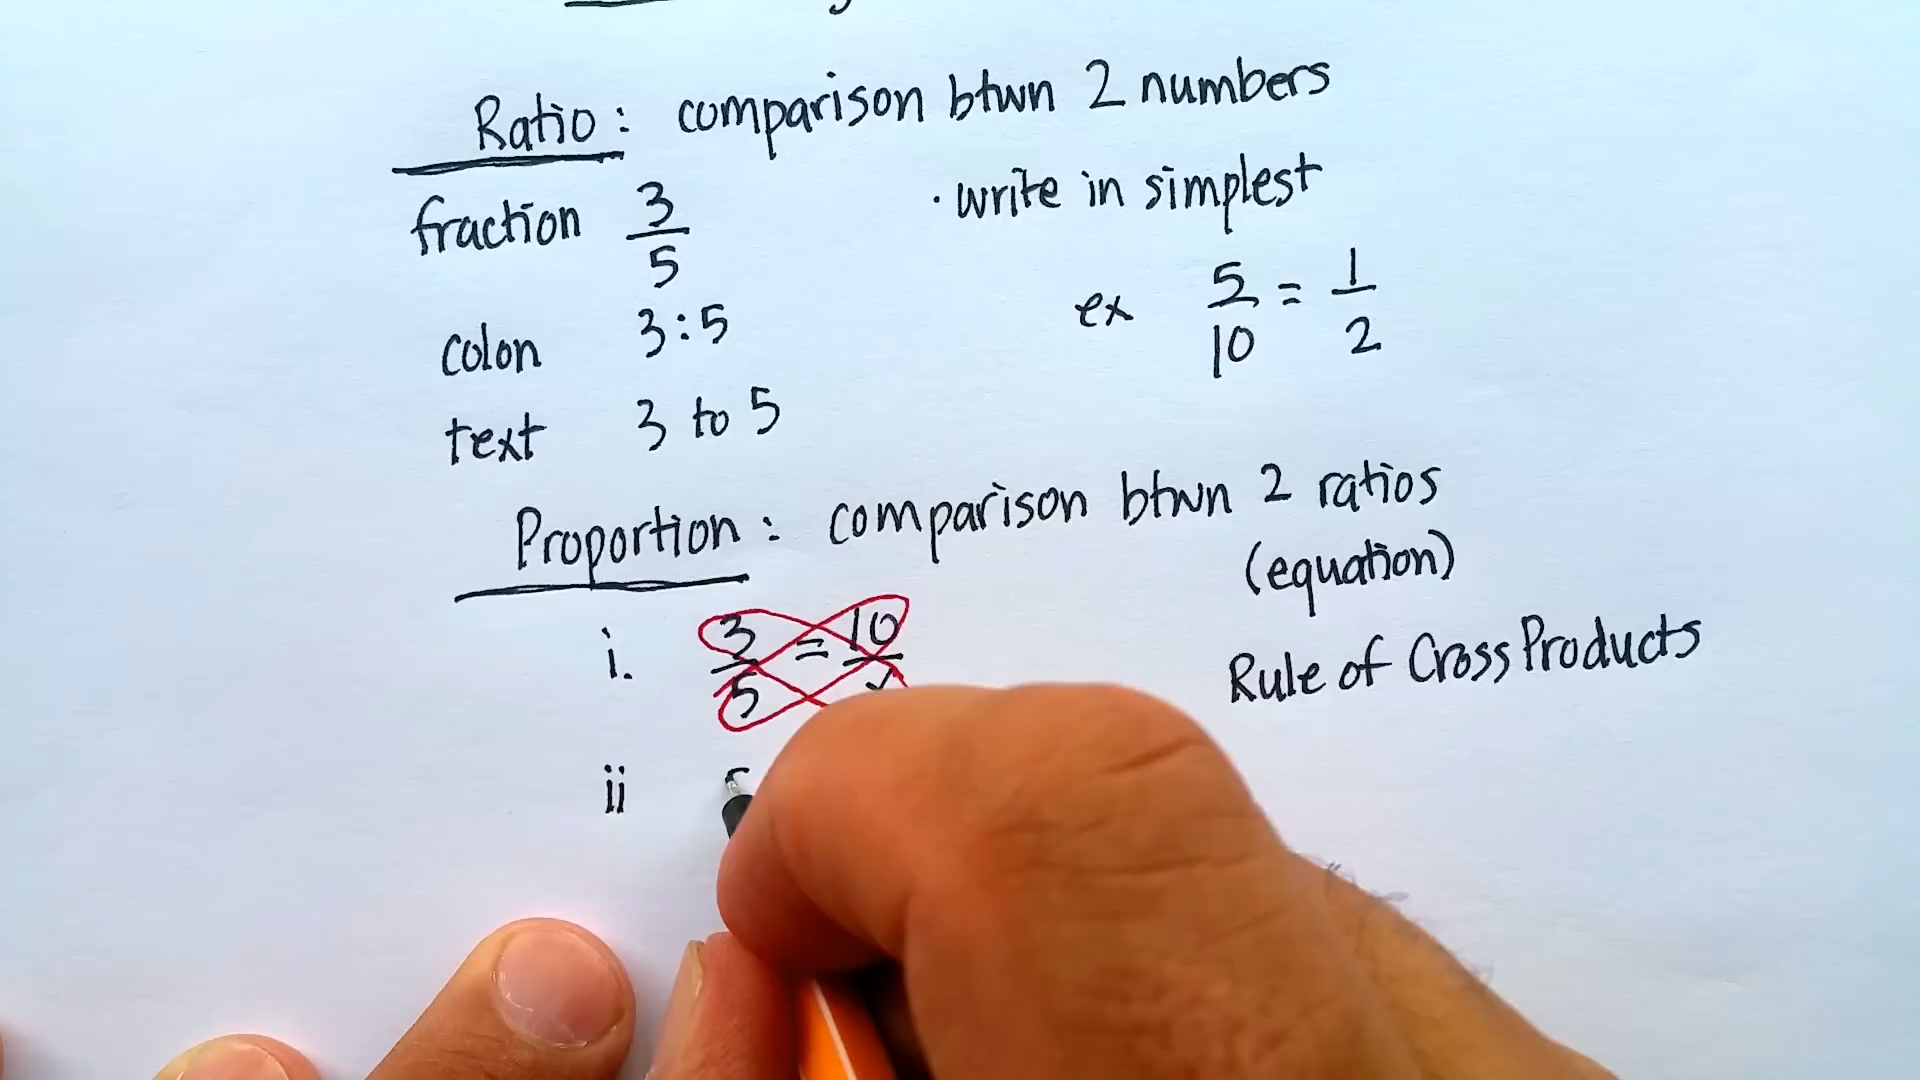 Ratio: comparison btwn 2 numbers
fraction 3/5
· write in simplest
ex 5/10 = 1/2
colon 3:5
text 3 to 5
Proportion: comparison btwn 2 ratios
(equation)
Rule of Cross Products
i. 3/5 = 10/
ii